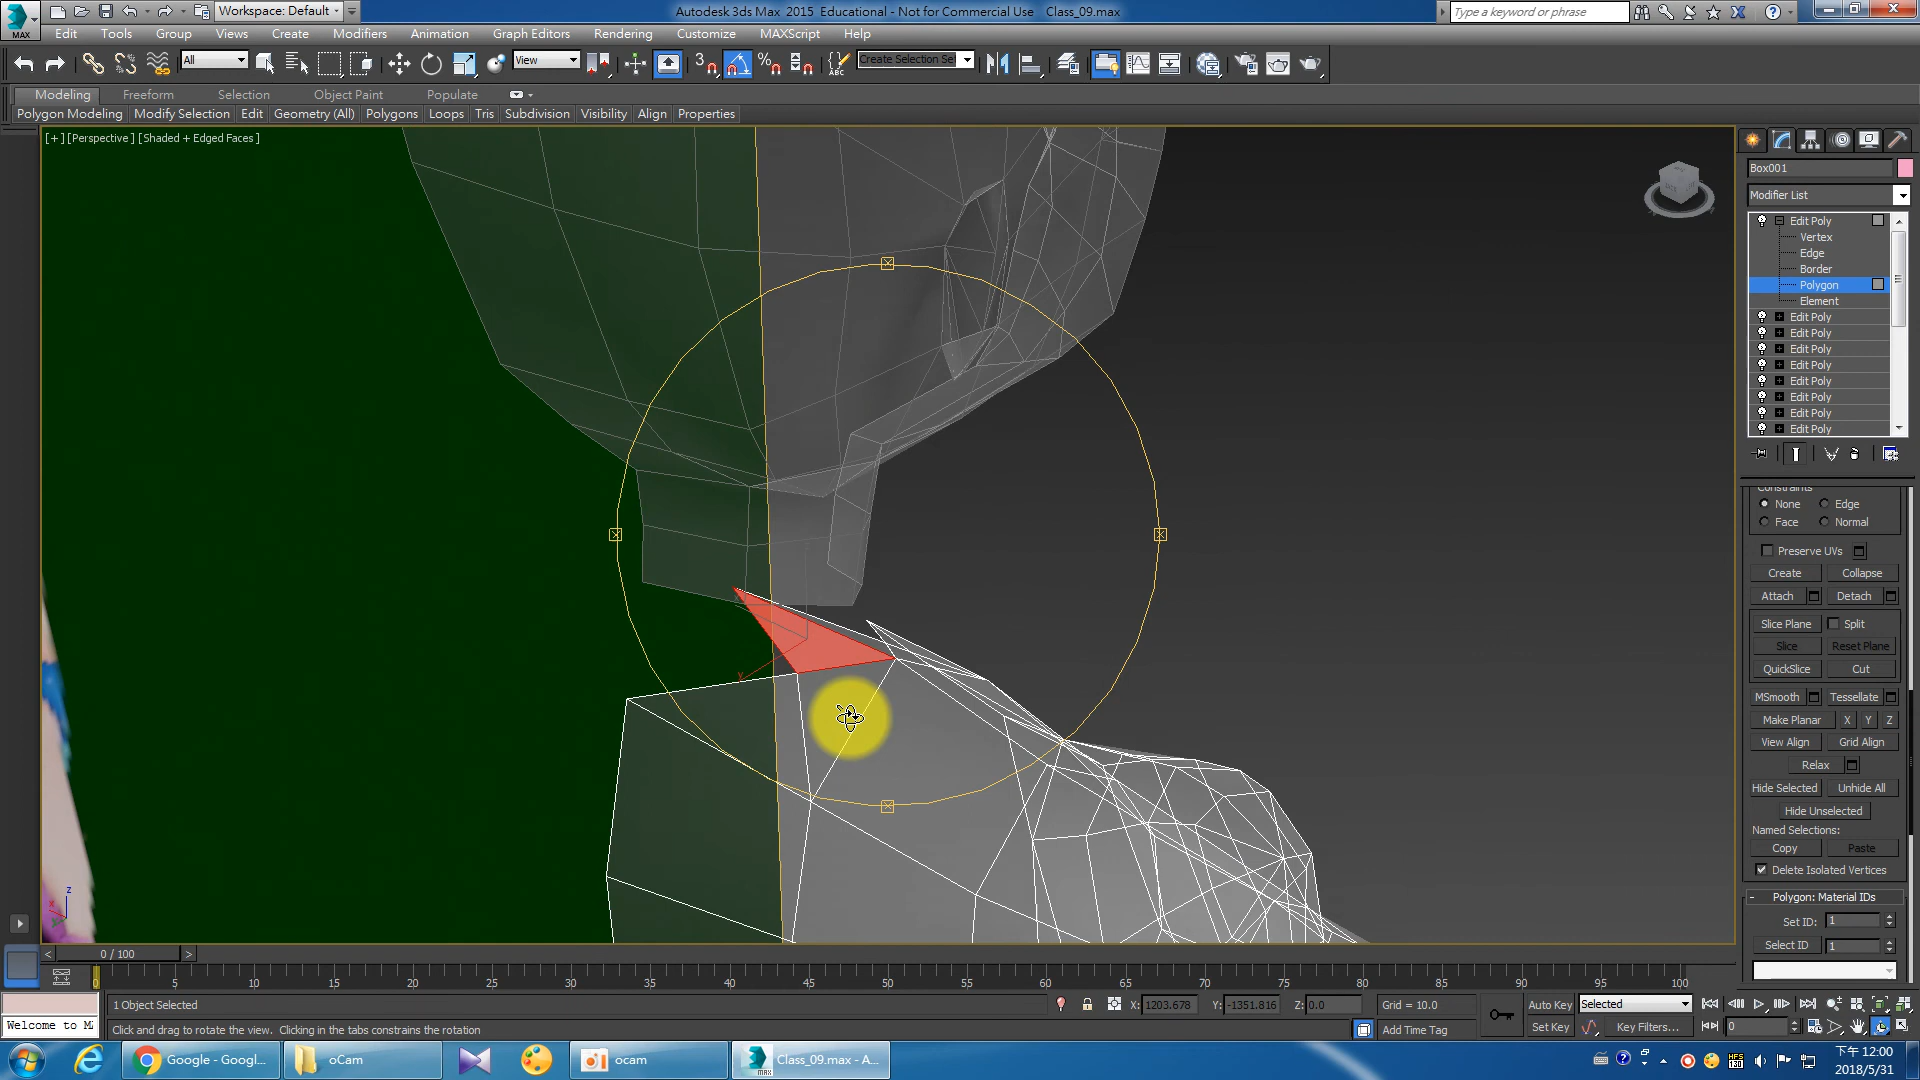 MAX
Workspace: Default
Autodesk 3ds Max 2015 Educational - Not for Commercial Use Class_09.max
Type a keyword or phrase
Edit Tools Group Views Create Modifiers Animation Graph Editors Rendering Customize MAXScript Help
All
View
3
ABC
Create Selection Se
Modeling Freeform Selection Object Paint Populate
Polygon Modeling Modify Selection Edit Geometry (All) Polygons Loops Tris Subdivision Visibility Align Properties
[+] [Perspective] [Shaded + Edged Faces]
Box001
Modifier List
Edit Poly
Vertex
Edge
Border
Polygon
Element
Edit Poly
Edit Poly
Edit Poly
Edit Poly
Edit Poly
Edit Poly
Edit Poly
Edit Poly
Constraints
None Edge
Face Normal
Preserve UVs
Create Collapse
Attach Detach
Slice Plane Split
Slice Reset Plane
QuickSlice Cut
MSmooth Tessellate
Make Planar X Y Z
View Align Grid Align
Relax
Hide Selected Unhide All
Hide Unselected
Named Selections:
Copy Paste
Delete Isolated Vertices
Polygon: Material IDs
Set ID: 1
Select ID 1
z
x
y
< 0 / 100 >
0 5 10 15 20 25 30 35 40 45 50 55 60 65 70 75 80 85 90 95 100
1 Object Selected
X: 1203.678 Y: -1351.816 Z: 0.0 Grid = 10.0
Auto Key Selected
Welcome to M
Click and drag to rotate the view. Clicking in the tabs constrains the rotation
Add Time Tag
Set Key Key Filters... 0
Google - Googl... oCam ocam Class_09.max - A...
下午 12:00
2018/5/31